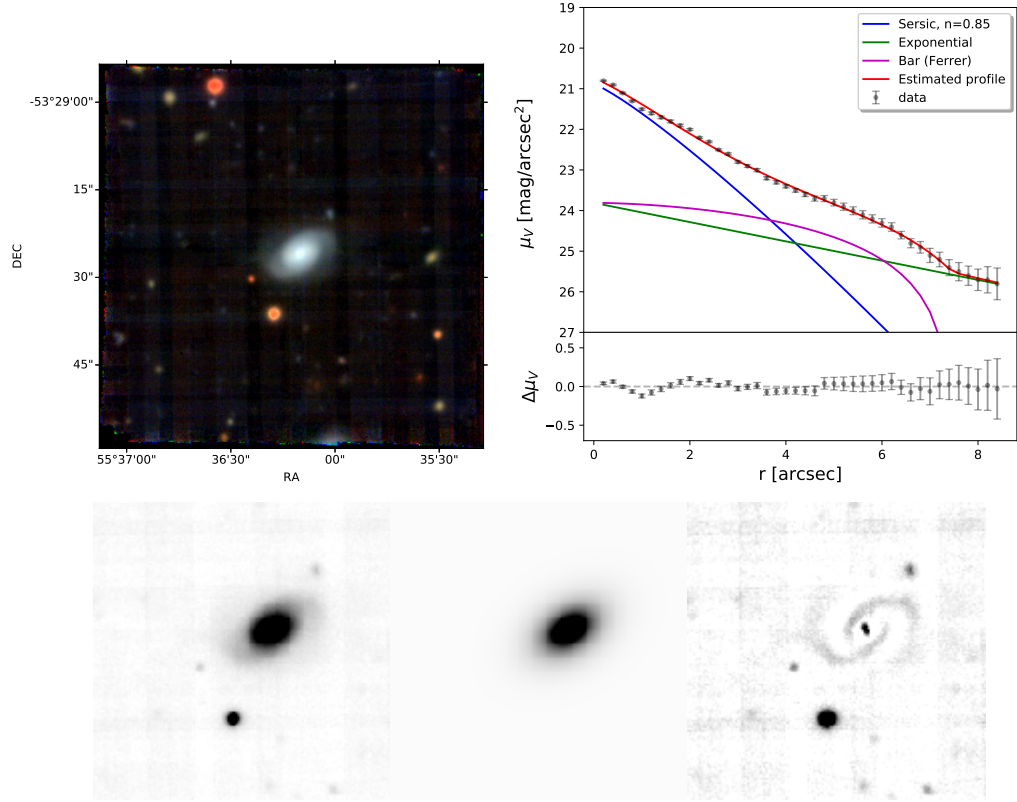 -53°29'00"
15"
30"
45"
DEC
55°37'00"
36'30"
00"
35'30"
RA
19
20
21
22
23
24
25
26
27
μV [mag/arcsec²]
Sersic, n=0.85
Exponential
Bar (Ferrer)
Estimated profile
data
0.5
0.0
−0.5
ΔμV
0
2
4
6
8
r [arcsec]